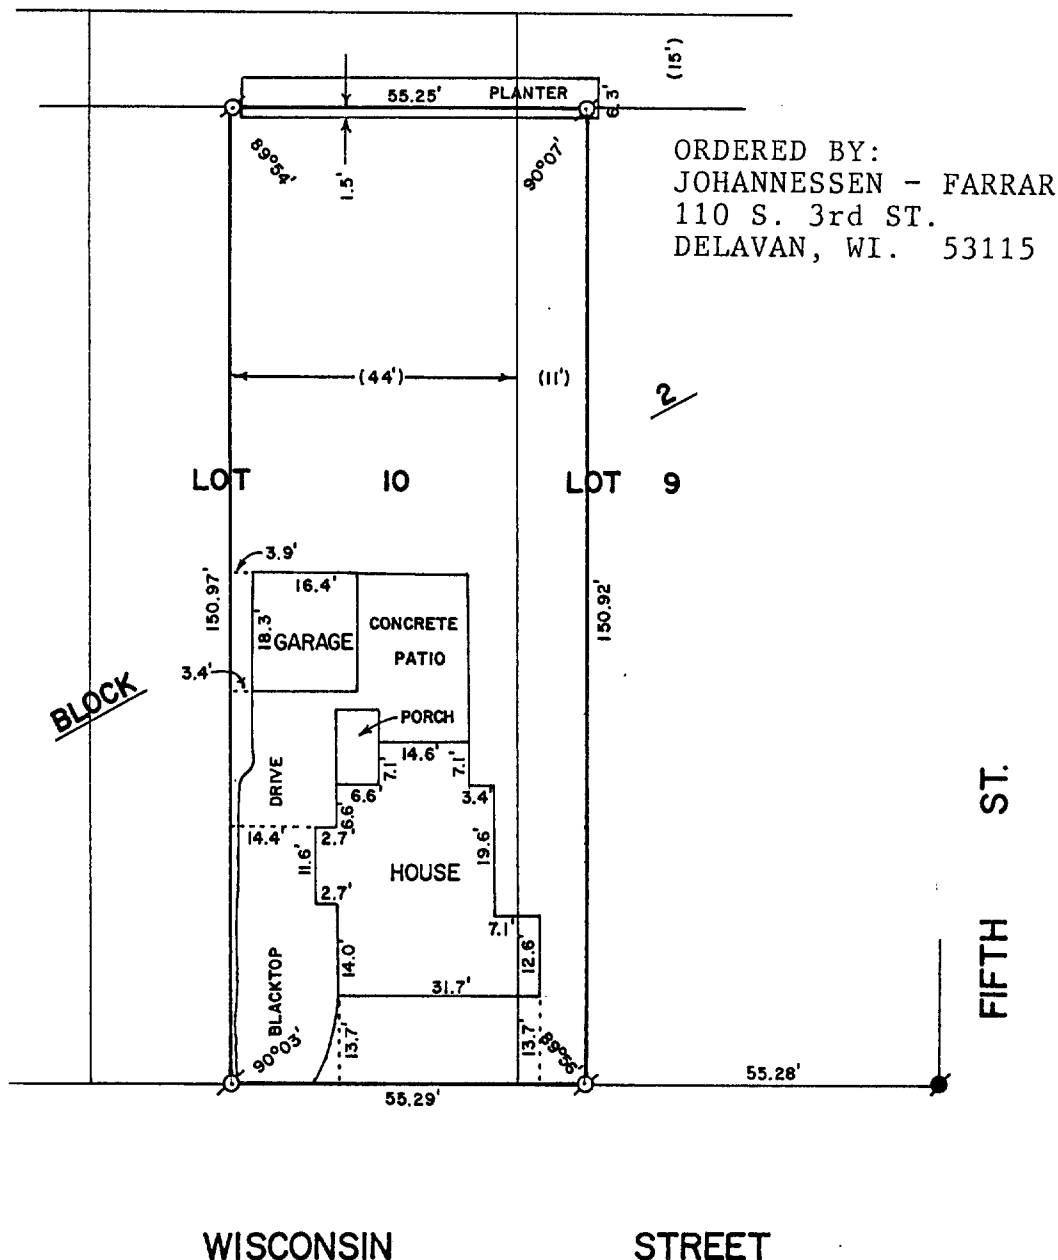 (15')
55.25'
PLANTER
6.3'
89°54'
1.5'
90°07'
ORDERED BY:
JOHANNESSEN - FARRAR
110 S. 3rd ST.
DELAVAN, WI. 53115
(44')
(11')
2
LOT 10
LOT 9
3.9'
150.97'
16.4'
18.3'
GARAGE
CONCRETE
PATIO
150.92'
3.4'
BLOCK
PORCH
14.6'
7.1'
7.1'
DRIVE
6.6'
6.6'
3.4'
14.4'
2.7'
11.6'
19.6'
HOUSE
2.7'
7.1'
14.0'
12.6'
BLACKTOP
31.7'
13.7'
13.7'
90°03'
89°56'
55.29'
55.28'
FIFTH ST.
WISCONSIN STREET